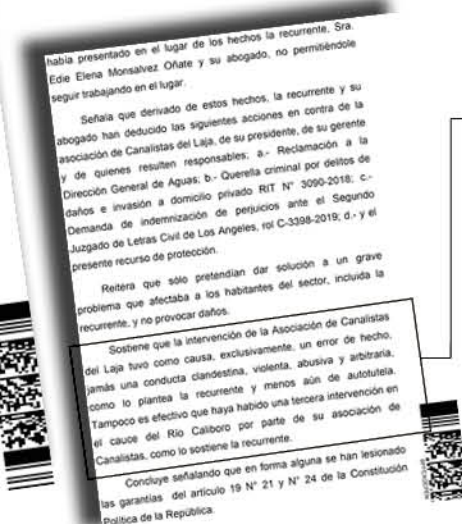 había presentado en el lugar de los hechos la recurrente, Sra.
Edie Elena Monsalvez Oñate y su abogado, no permitiéndole
seguir trabajando en el lugar.
Señala que derivado de estos hechos, la recurrente y su
abogado han deducido las siguientes acciones en contra de la
asociación de Canalistas del Laja, de su presidente, de su gerente
y de quienes resulten responsables; a.- Reclamación a la
Dirección General de Aguas; b.- Querella criminal por delitos de
daños e invasión a domicilio privado RIT N° 3090-2018; c.-
Demanda de indemnización de perjuicios ante el Segundo
Juzgado de Letras Civil de Los Angeles, rol C-3398-2019; d.- y el
presente recurso de protección.
Reitera que sólo pretendían dar solución a un grave
problema que afectaba a los habitantes del sector, incluida la
recurrente, y no provocar daños.
Sostiene que la intervención de la Asociación de Canalistas
del Laja tuvo como causa, exclusivamente, un error de hecho,
jamás una conducta clandestina, violenta, abusiva y arbitraria,
como lo plantea la recurrente y menos aún de autotutela.
Tampoco es efectivo que haya habido una tercera intervención en
el cauce del Río Caliboro por parte de su asociación de
Canalistas, como lo sostiene la recurrente.
Concluye señalando que en forma alguna se han lesionado
las garantías del artículo 19 N° 21 y N° 24 de la Constitución
Política de la República.